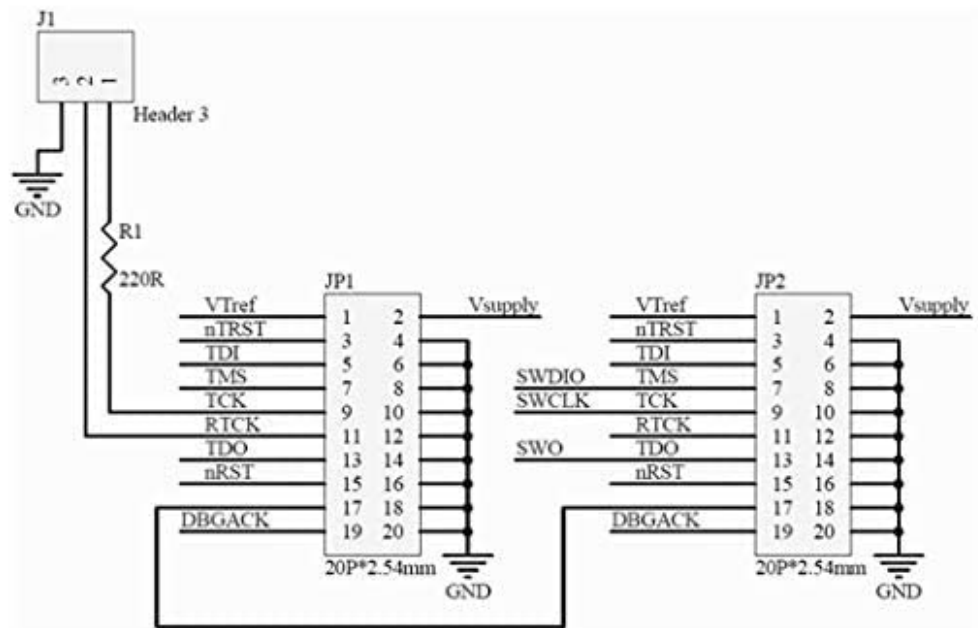 J1
3 2 1
Header 3
GND
R1
220R
JP1
JP2
VTref 1 2 Vsupply
nTRST 3 4
TDI 5 6
TMS 7 8
TCK 9 10
RTCK 11 12
TDO 13 14
nRST 15 16
17 18
DBGACK 19 20
20P*2.54mm
GND
VTref 1 2 Vsupply
nTRST 3 4
TDI 5 6
SWDIO TMS 7 8
SWCLK TCK 9 10
RTCK 11 12
SWO TDO 13 14
nRST 15 16
17 18
DBGACK 19 20
20P*2.54mm
GND